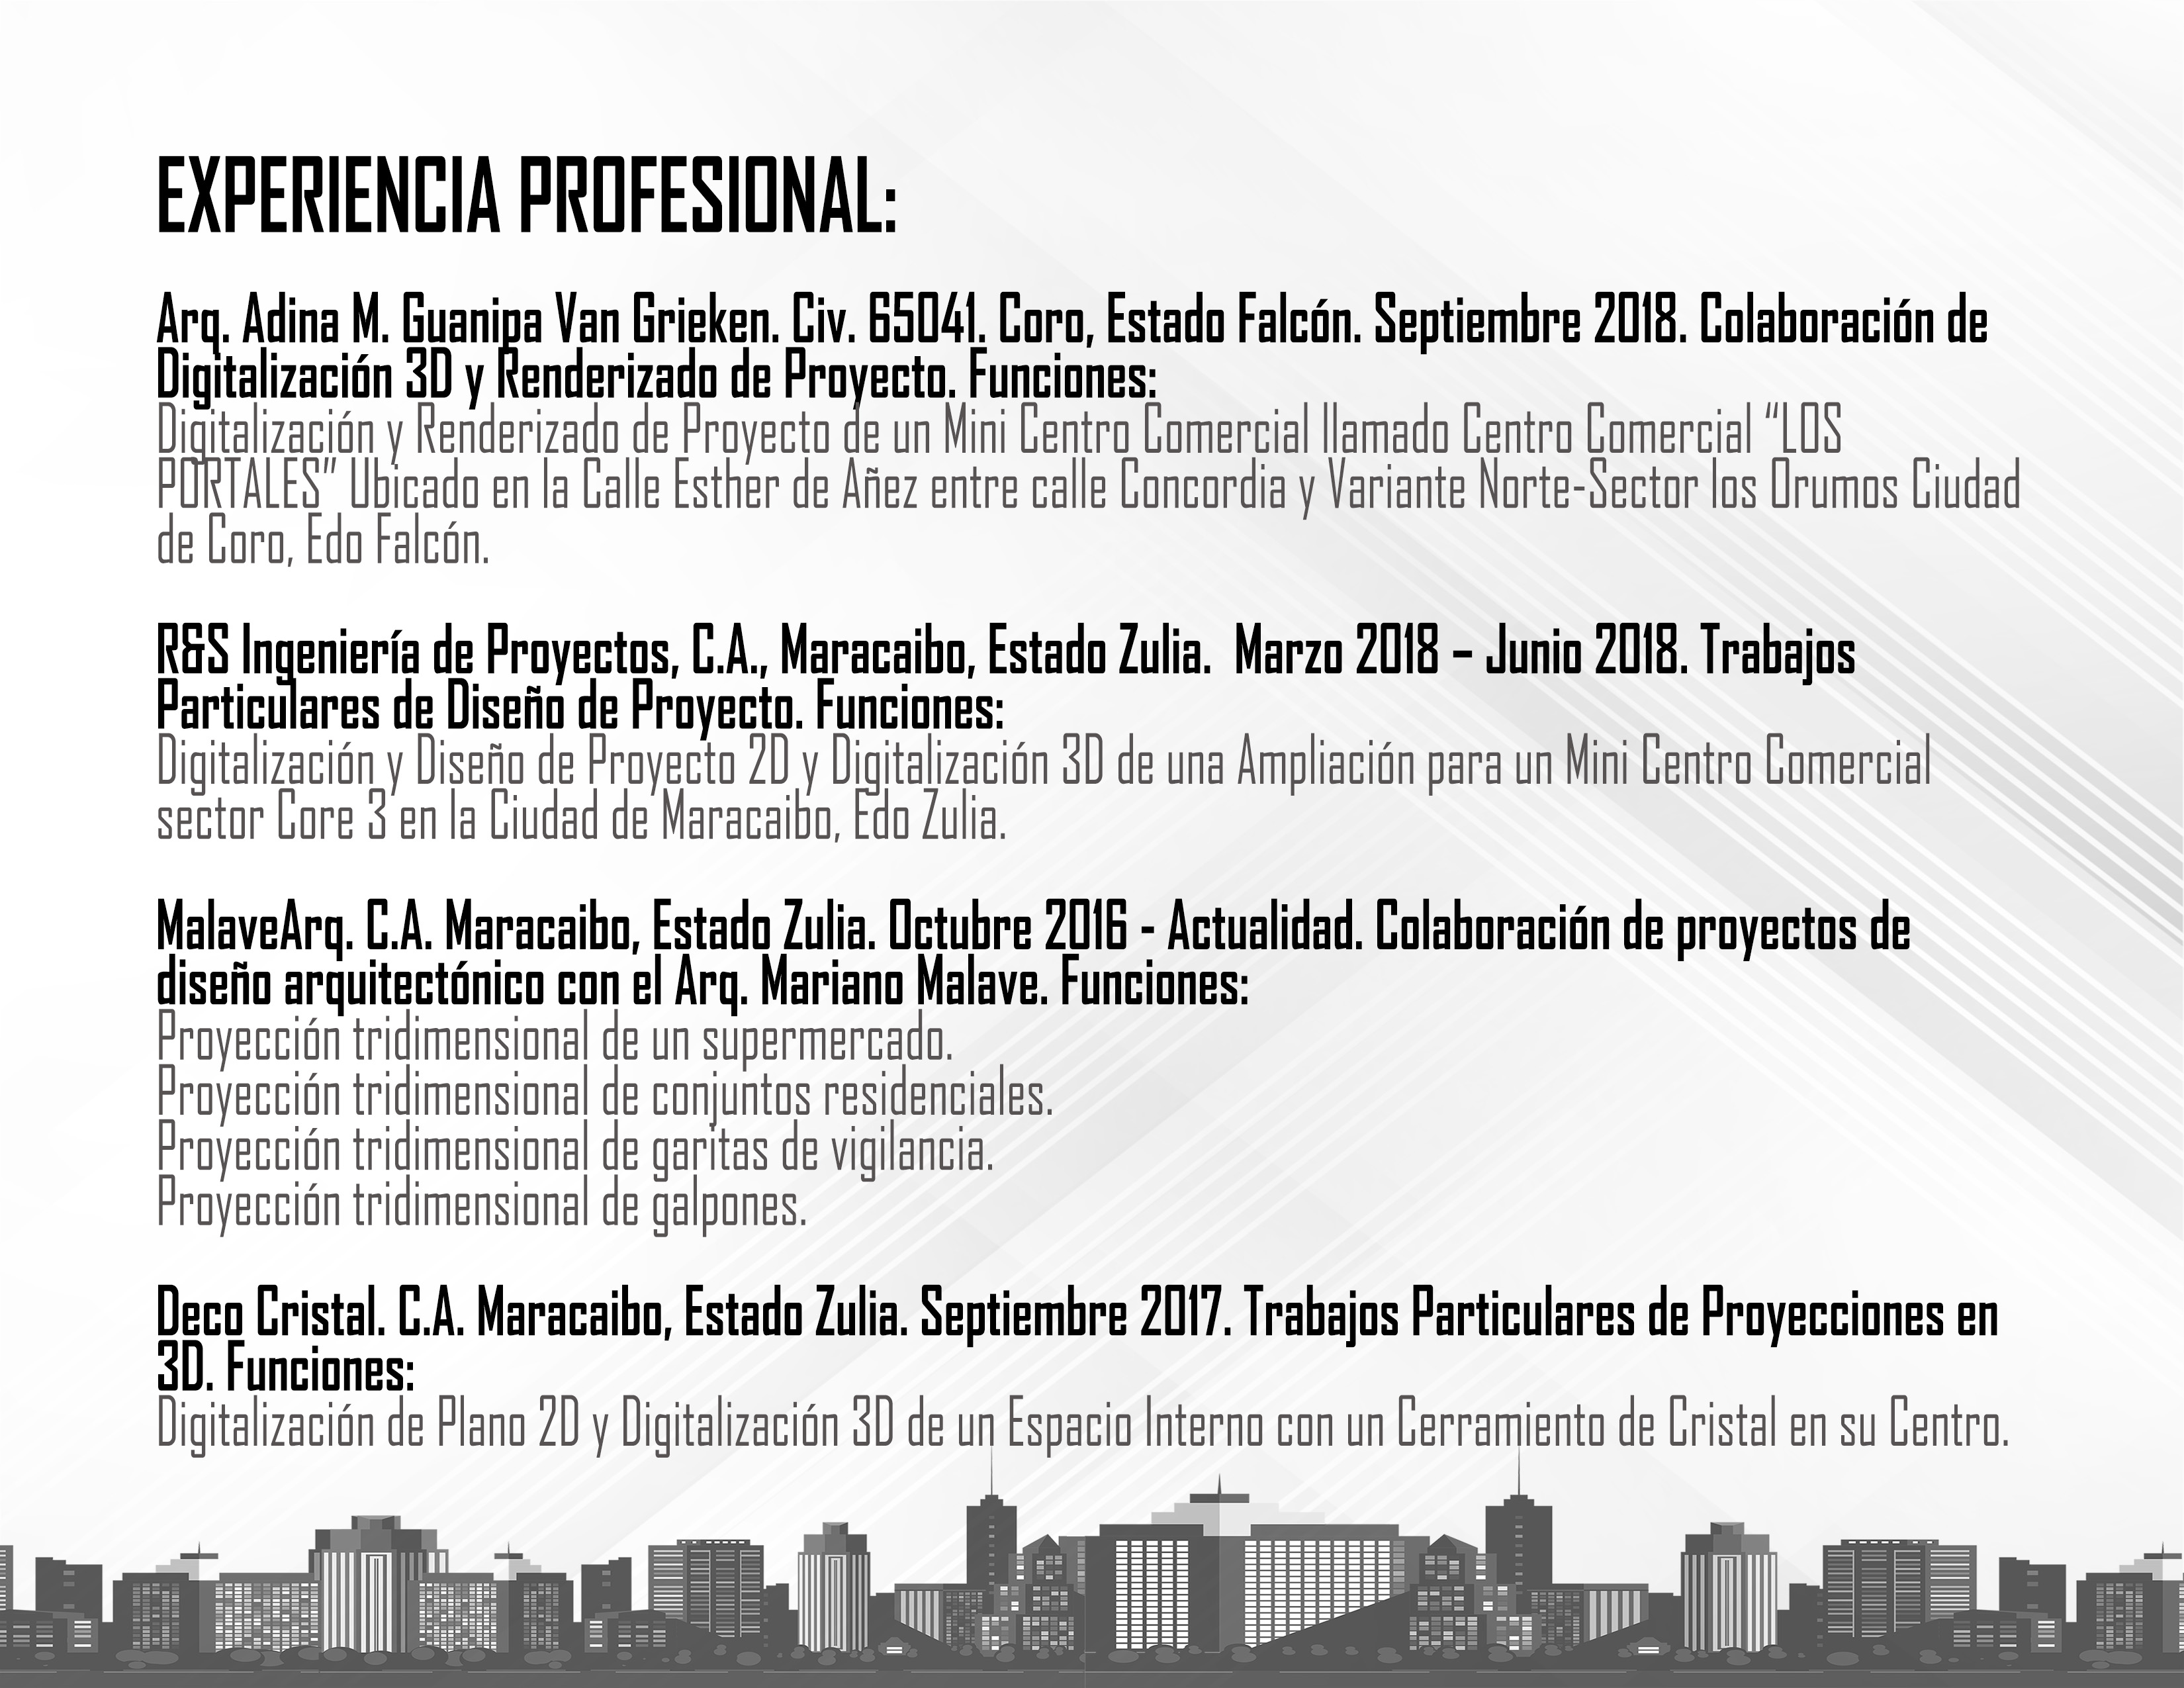 EXPERIENCIA PROFESIONAL:
Arq. Adina M. Guanipa Van Grieken. Civ. 65041. Coro, Estado Falcón. Septiembre 2018. Colaboración de
Digitalización 3D y Renderizado de Proyecto. Funciones:
Digitalización y Renderizado de Proyecto de un Mini Centro Comercial llamado Centro Comercial “LOS
PORTALES” Ubicado en la Calle Esther de Añez entre calle Concordia y Variante Norte-Sector los Orumos Ciudad
de Coro, Edo Falcón.
R&S Ingeniería de Proyectos, C.A., Maracaibo, Estado Zulia.  Marzo 2018 – Junio 2018. Trabajos
Particulares de Diseño de Proyecto. Funciones:
Digitalización y Diseño de Proyecto 2D y Digitalización 3D de una Ampliación para un Mini Centro Comercial
sector Core 3 en la Ciudad de Maracaibo, Edo Zulia.
MalaveArq. C.A. Maracaibo, Estado Zulia. Octubre 2016 - Actualidad. Colaboración de proyectos de
diseño arquitectónico con el Arq. Mariano Malave. Funciones:
Proyección tridimensional de un supermercado.
Proyección tridimensional de conjuntos residenciales.
Proyección tridimensional de garitas de vigilancia.
Proyección tridimensional de galpones.
Deco Cristal. C.A. Maracaibo, Estado Zulia. Septiembre 2017. Trabajos Particulares de Proyecciones en
3D. Funciones:
Digitalización de Plano 2D y Digitalización 3D de un Espacio Interno con un Cerramiento de Cristal en su Centro.